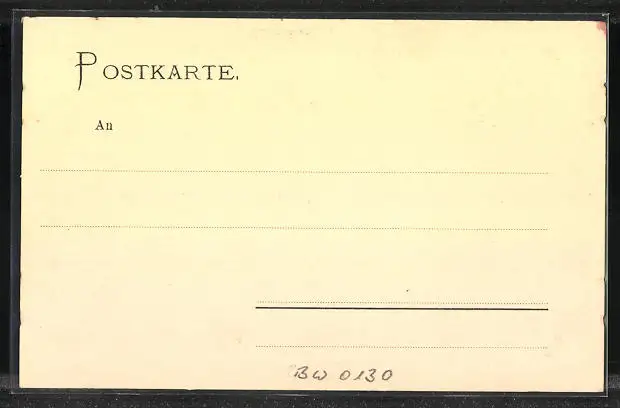 POSTKARTE.
An
BW 0130